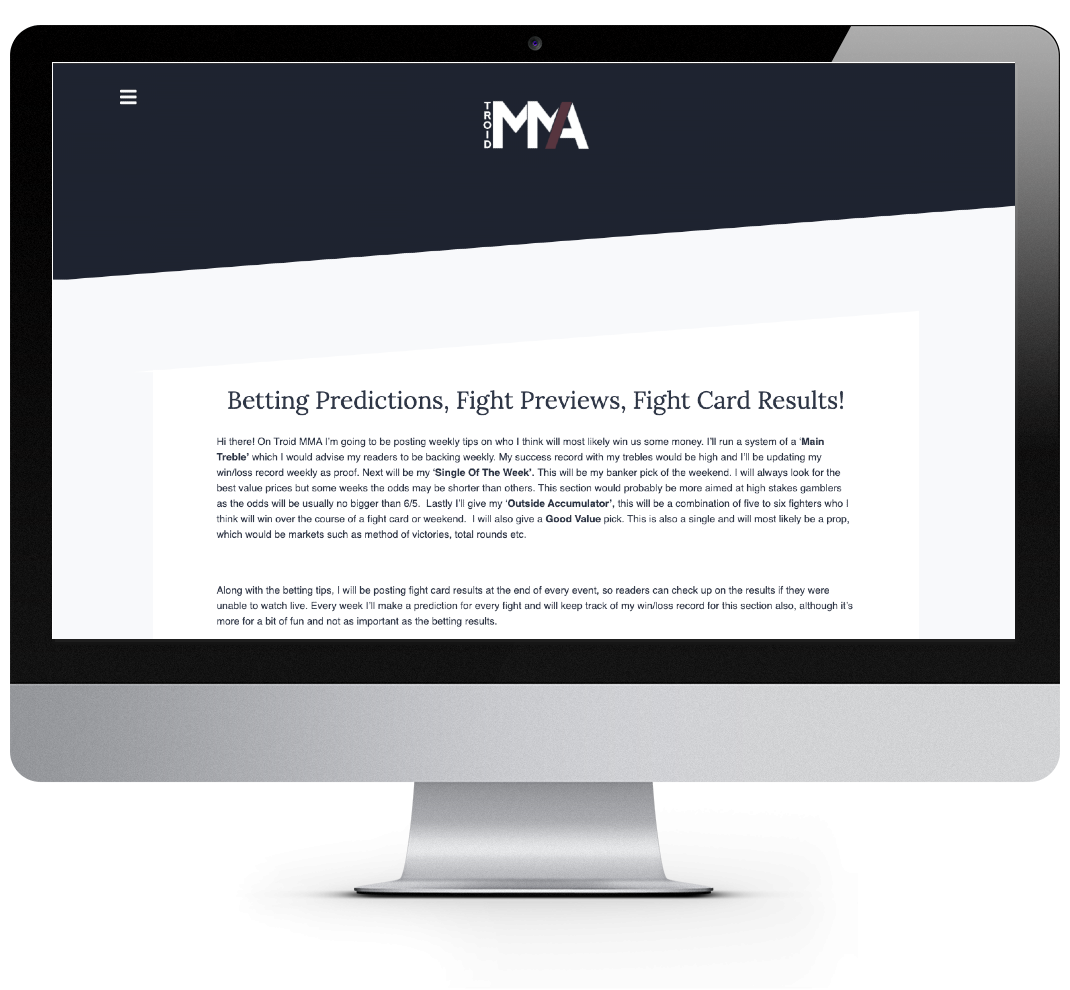 TROID
MMA
Betting Predictions, Fight Previews, Fight Card Results!
Hi there! On Troid MMA I'm going to be posting weekly tips on who I think will most likely win us some money. I'll run a system of a 'Main
Treble' which I would advise my readers to be backing weekly. My success record with my trebles would be high and I'll be updating my
win/loss record weekly as proof. Next will be my 'Single Of The Week'. This will be my banker pick of the weekend. I will always look for the
best value prices but some weeks the odds may be shorter than others. This section would probably be more aimed at high stakes gamblers
as the odds will be usually no bigger than 6/5.  Lastly I'll give my 'Outside Accumulator', this will be a combination of five to six fighters who I
think will win over the course of a fight card or weekend.  I will also give a Good Value pick. This is also a single and will most likely be a prop,
which would be markets such as method of victories, total rounds etc.
Along with the betting tips, I will be posting fight card results at the end of every event, so readers can check up on the results if they were
unable to watch live. Every week I'll make a prediction for every fight and will keep track of my win/loss record for this section also, although it's
more for a bit of fun and not as important as the betting results.